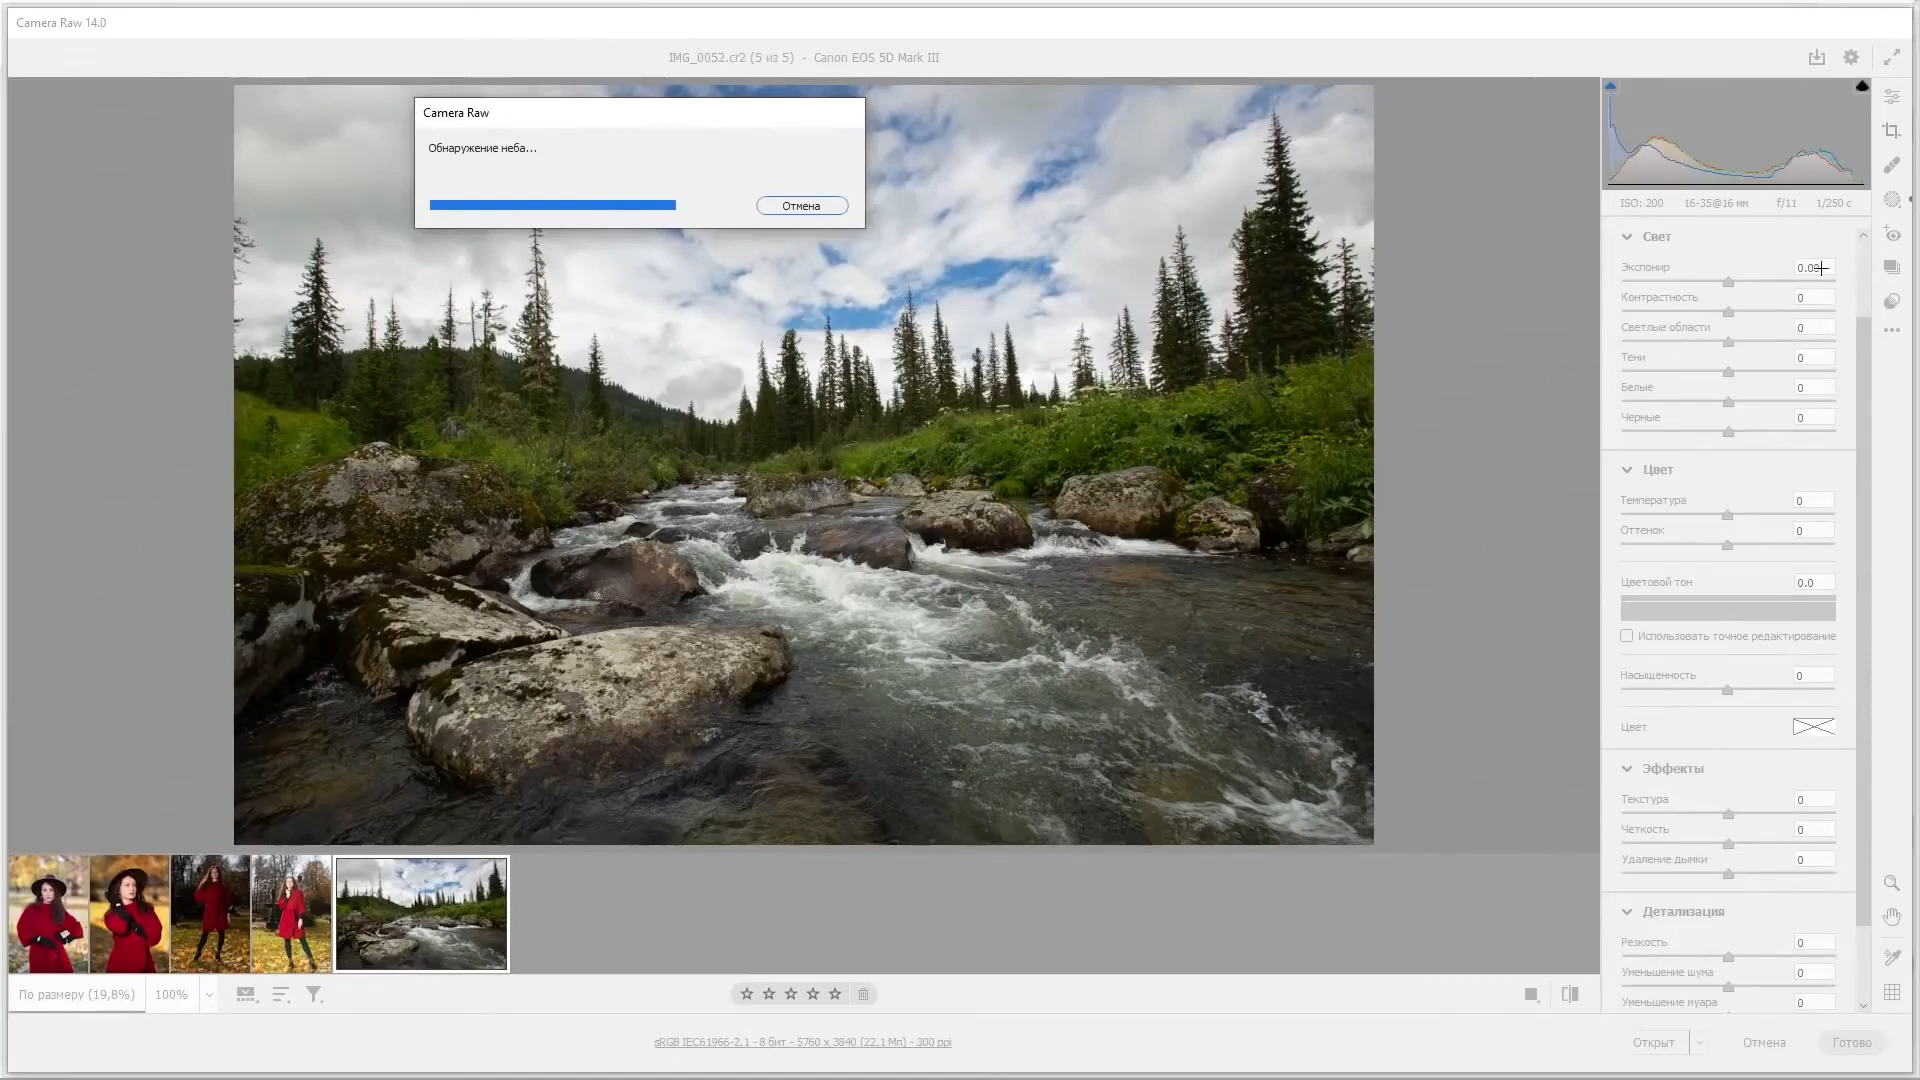 Camera Raw 14.0
IMG_0052.cr2 (5 из 5) - Canon EOS 5D Mark III
Camera Raw
Обнаружение неба...
Отмена
ISO: 200 16-35@16 мм f/11 1/250 с
Свет
Экспонир 0.00
Контрастность 0
Светлые области 0
Тени 0
Белые 0
Черные 0
Цвет
Температура 0
Оттенок 0
Цветовой тон 0.0
Использовать точное редактирование
Насыщенность 0
Цвет
Эффекты
Текстура 0
Четкость 0
Удаление дымки 0
Детализация
Резкость 0
Уменьшение шума 0
Уменьшение муара 0
По размеру (19,8%) 100%
sRGB IEC61966-2.1 - 8 бит - 5760 x 3840 (22,1 Мп) - 300 ppi
Открыт Отмена Готово